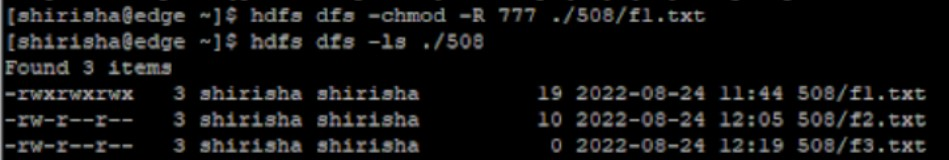 [shirisha@edge ~]$ hdfs dfs -chmod -R 777 ./508/f1.txt
[shirisha@edge ~]$ hdfs dfs -ls ./508
Found 3 items
-rwxrwxrwx   3 shirisha shirisha         19 2022-08-24 11:44 508/f1.txt
-rw-r--r--   3 shirisha shirisha         10 2022-08-24 12:05 508/f2.txt
-rw-r--r--   3 shirisha shirisha          0 2022-08-24 12:19 508/f3.txt